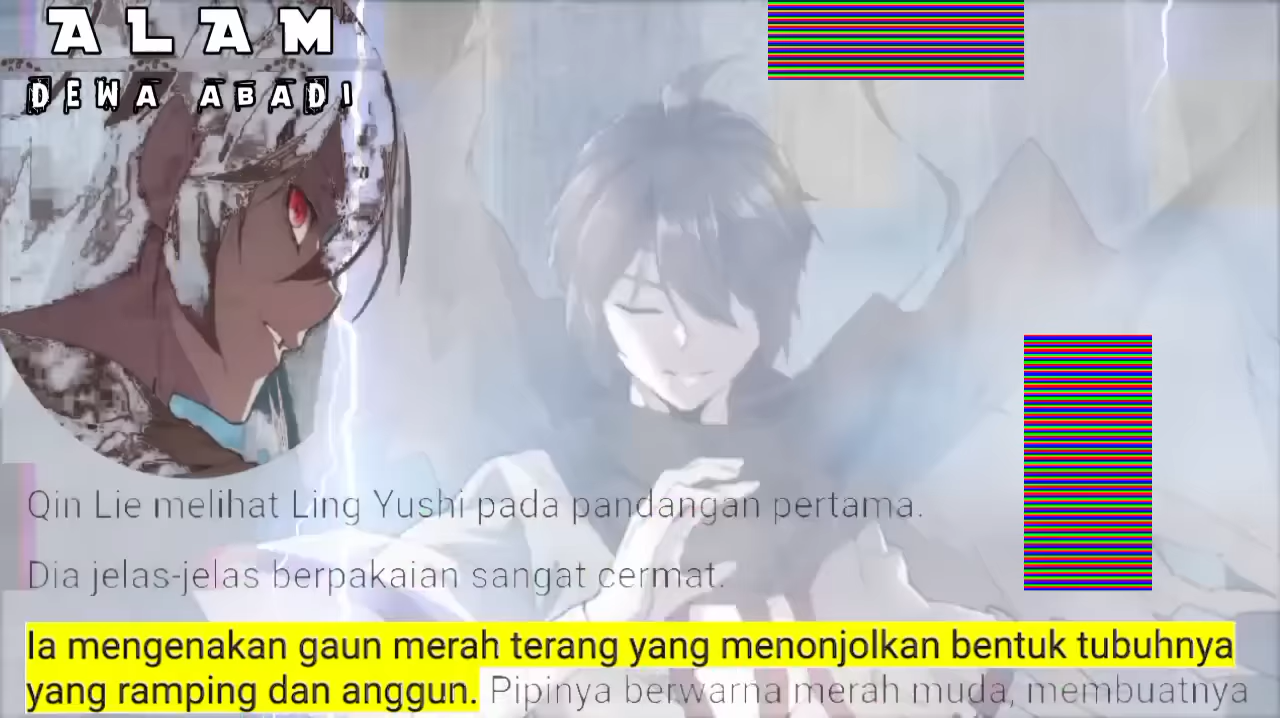 ALAM
DEWA ABADI
Qin Lie melihat Ling Yushi pada pandangan pertama.
Dia jelas-jelas berpakaian sangat cermat.
Ia mengenakan gaun merah terang yang menonjolkan bentuk tubuhnya
yang ramping dan anggun. Pipinya berwarna merah muda, membuatnya